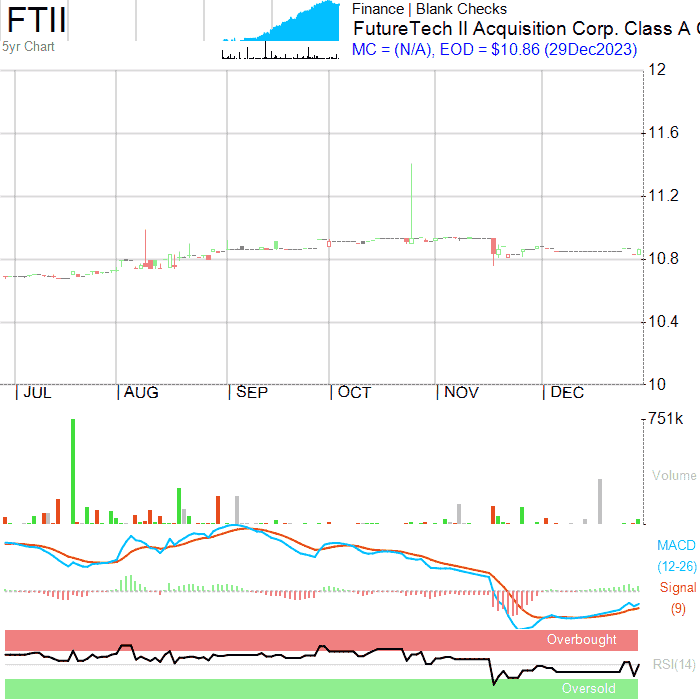 FTII
5yr Chart
Finance | Blank Checks
FutureTech II Acquisition Corp. Class A
MC = (N/A), EOD = $10.86 (29Dec2023)
12
11.6
11.2
10.8
10.4
10
JUL AUG SEP OCT NOV DEC
751k
Volume
MACD
(12-26)
Signal
(9)
Overbought
RSI(14)
Oversold